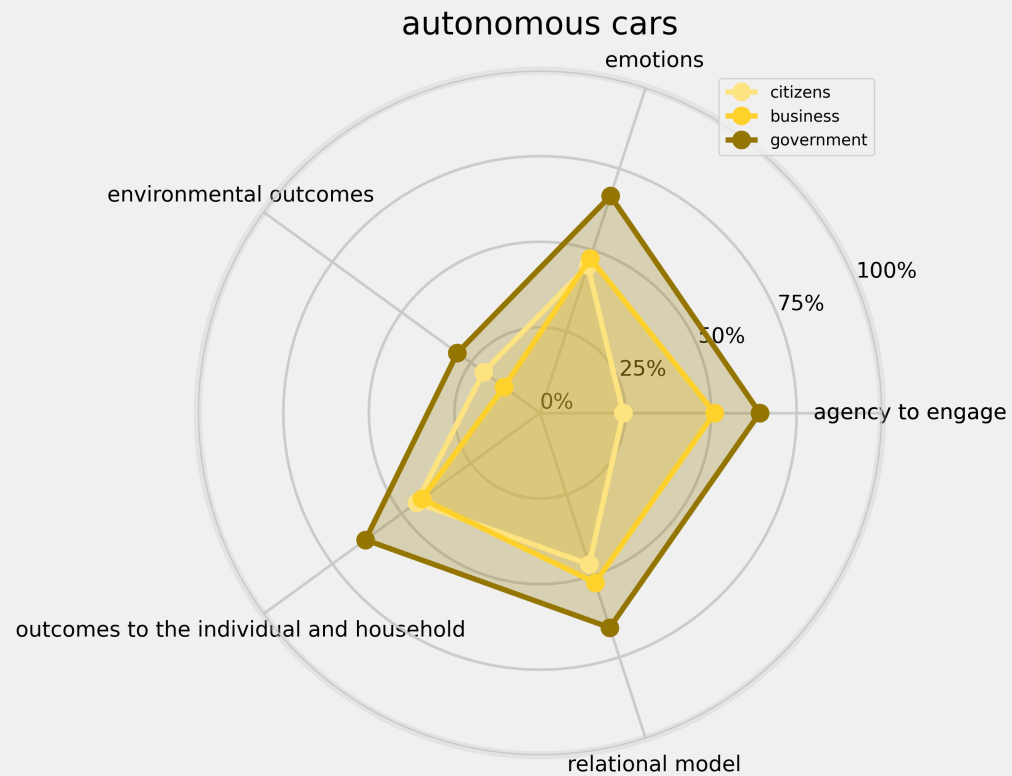 autonomous cars
emotions
citizens
business
government
environmental outcomes
100%
75%
50%
25%
0%
agency to engage
outcomes to the individual and household
relational model